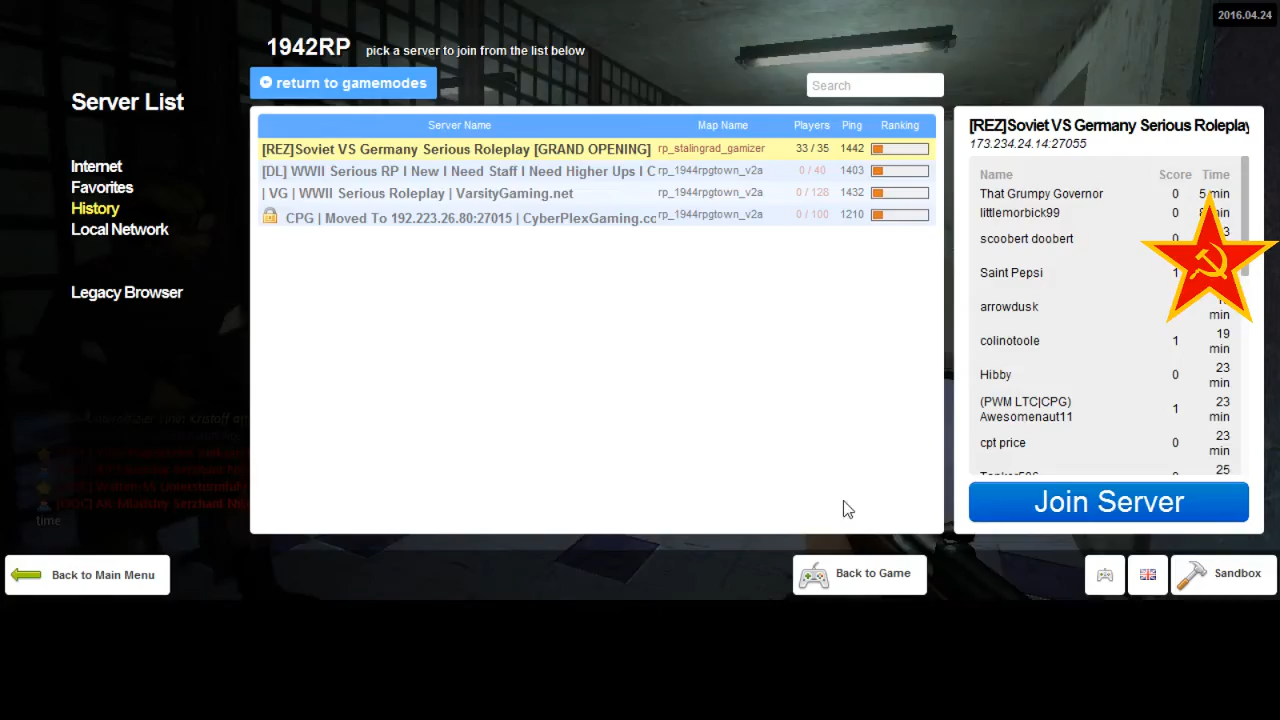 2016.04.24
1942RP pick a server to join from the list below
return to gamemodes
Search
Server List
Internet
Favorites
History
Local Network
Legacy Browser
Server Name Map Name Players Ping Ranking
[REZ]Soviet VS Germany Serious Roleplay [GRAND OPENING] rp_stalingrad_gamizer 33 / 35 1442
[DL] WWII Serious RP I New I Need Staff I Need Higher Ups I C rp_1944rpgtown_v2a 0 / 40 1403
| VG | WWII Serious Roleplay | VarsityGaming.net rp_1944rpgtown_v2a 0 / 128 1432
CPG | Moved To 192.223.26.80:27015 | CyberPlexGaming.cc rp_1944rpgtown_v2a 0 / 100 1210
[REZ]Soviet VS Germany Serious Roleplay
173.234.24.14:27055
Name Score Time
That Grumpy Governor 0 5 min
littlemorbick99 0 min
scoobert doobert 0 3
Saint Pepsi 1
arrowdusk min
colinotoole 1 19 min
Hibby 0 23 min
(PWM LTC|CPG) Awesomenaut11 1 23 min
cpt price 0 23 min
25
Join Server
time
Back to Main Menu
Back to Game
Sandbox